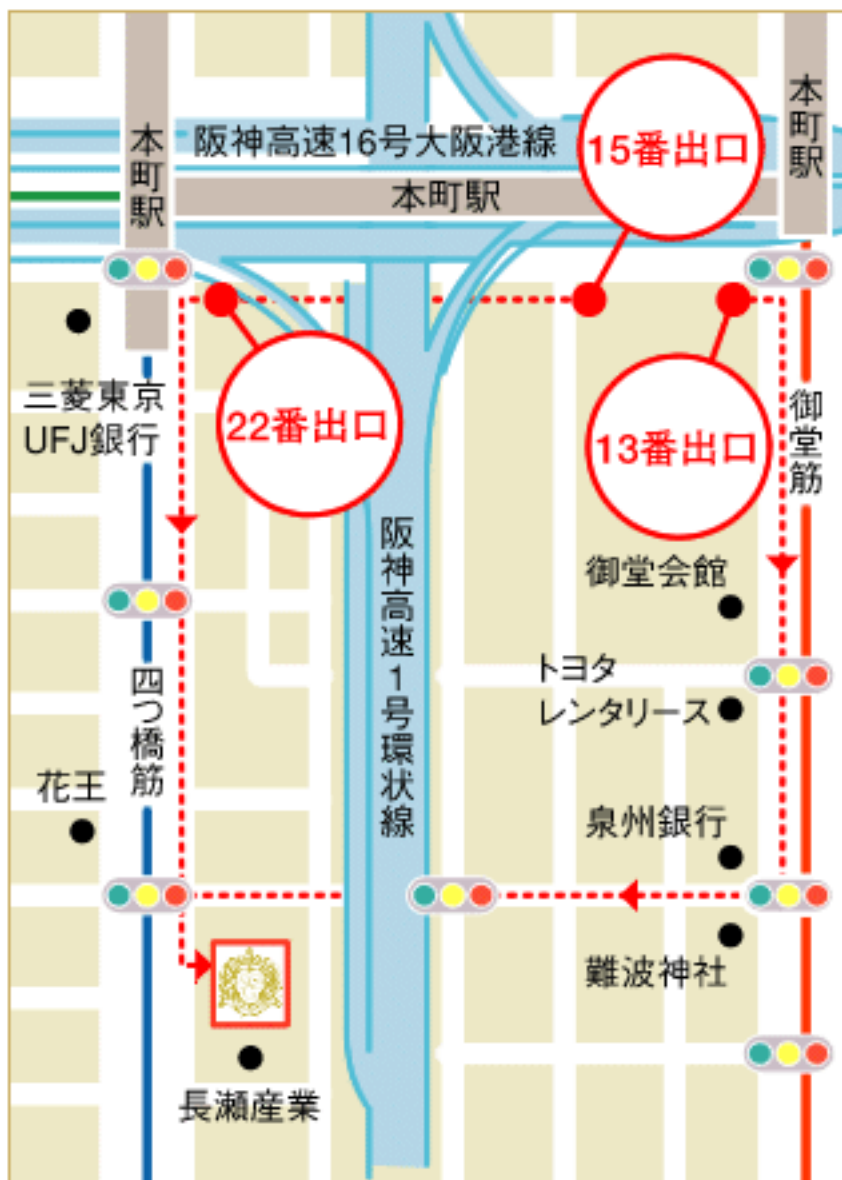 本町駅
阪神高速16号大阪港線
15番出口
本町駅
本町駅
三菱東京
UFJ銀行
22番出口
13番出口
御堂筋
阪神高速1号環状線
御堂会館
四つ橋筋
トヨタ
レンタリース
花王
泉州銀行
難波神社
長瀬産業